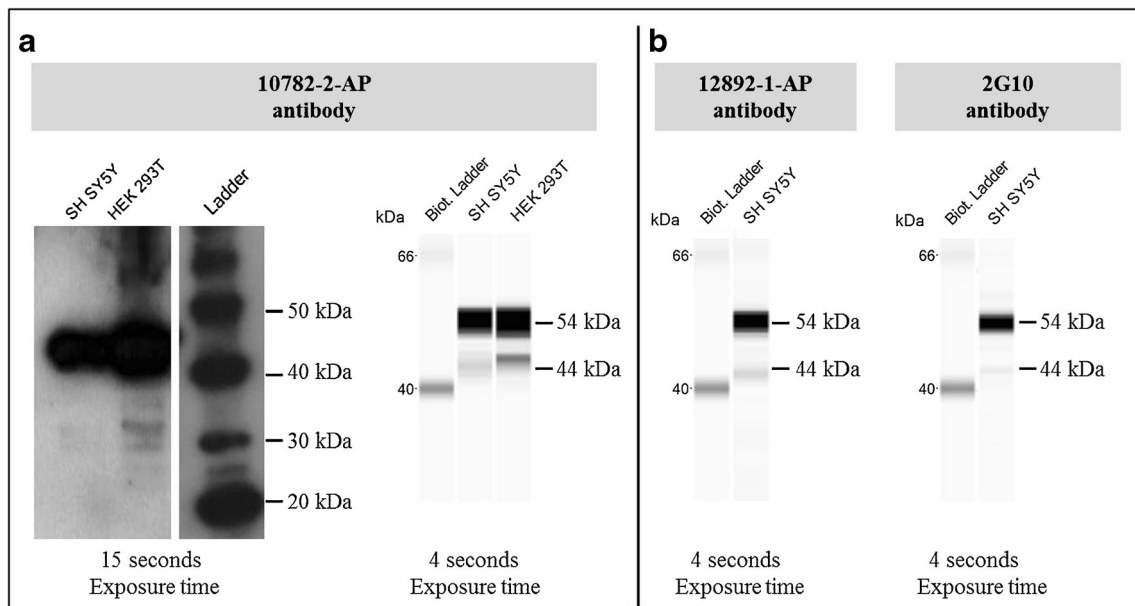 a
10782-2-AP
antibody
SH SY5Y
HEK 293T
Ladder
50 kDa
40 kDa
30 kDa
20 kDa
15 seconds
Exposure time
kDa
Biot. Ladder
SH SY5Y
HEK 293T
66
54 kDa
44 kDa
40
4 seconds
Exposure time
b
12892-1-AP
antibody
kDa
Biot. Ladder
SH SY5Y
66
54 kDa
44 kDa
40
4 seconds
Exposure time
2G10
antibody
kDa
Biot. Ladder
SH SY5Y
66
54 kDa
44 kDa
40
4 seconds
Exposure time